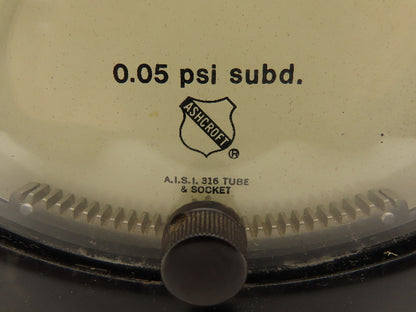 0.05 psi subd.
ASHCROFT
®
A.I.S.I. 316 TUBE
& SOCKET